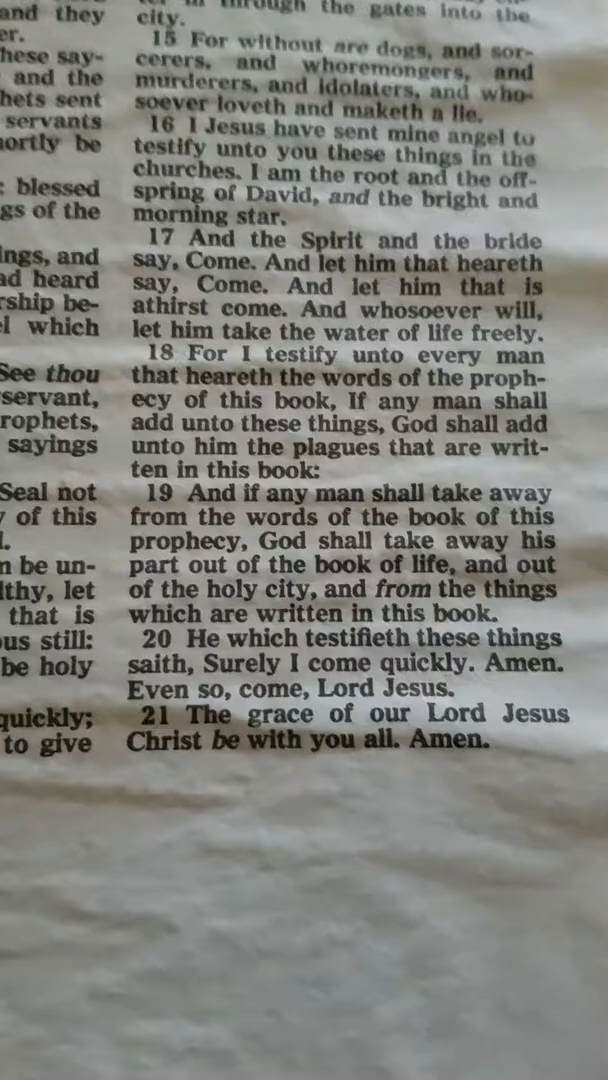 and they
er.
hese say-
and the
hets sent
servants
ortly be
: blessed
gs of the
ings, and
ad heard
rship be-
el which
See thou
servant,
rophets,
sayings
Seal not
y of this
l.
n be un-
lthy, let
that is
ous still:
be holy
quickly;
to give
through the gates into the
city.
15 For without are dogs, and sor-
cerers, and whoremongers, and
murderers, and idolaters, and who-
soever loveth and maketh a lie.
16 I Jesus have sent mine angel to
testify unto you these things in the
churches. I am the root and the off-
spring of David, and the bright and
morning star.
17 And the Spirit and the bride
say, Come. And let him that heareth
say, Come. And let him that is
athirst come. And whosoever will,
let him take the water of life freely.
18 For I testify unto every man
that heareth the words of the proph-
ecy of this book, If any man shall
add unto these things, God shall add
unto him the plagues that are writ-
ten in this book:
19 And if any man shall take away
from the words of the book of this
prophecy, God shall take away his
part out of the book of life, and out
of the holy city, and from the things
which are written in this book.
20 He which testifieth these things
saith, Surely I come quickly. Amen.
Even so, come, Lord Jesus.
21 The grace of our Lord Jesus
Christ be with you all. Amen.